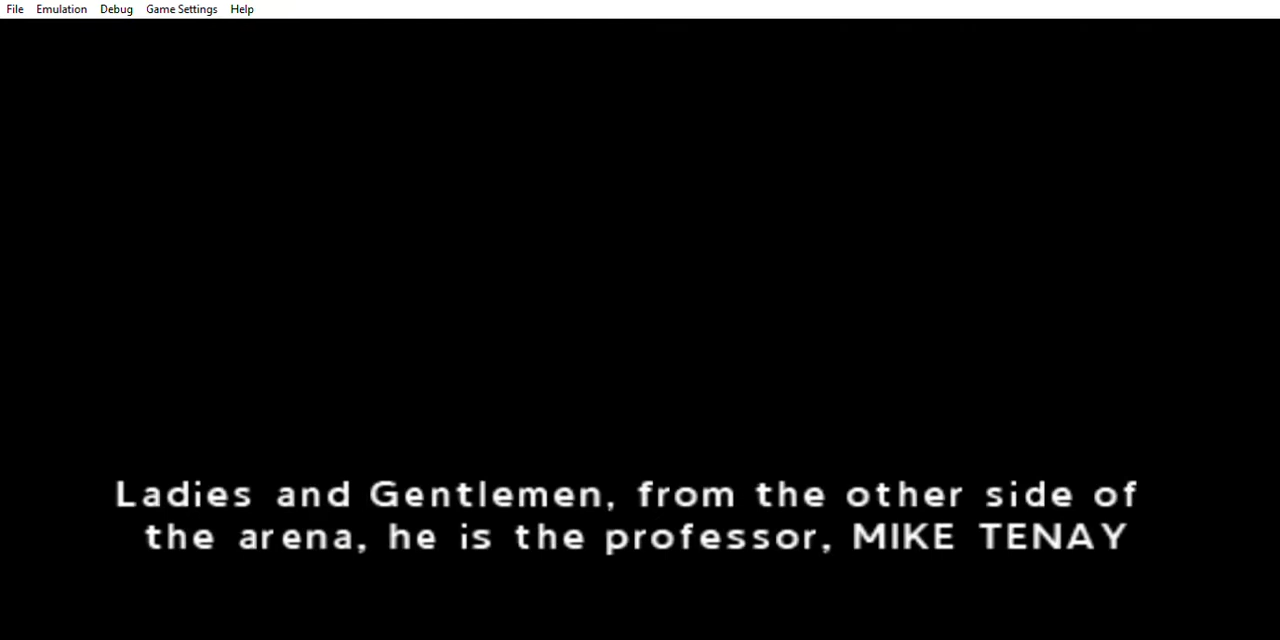 File Emulation Debug Game Settings Help
Ladies and Gentlemen, from the other side of
the arena, he is the professor, MIKE TENAY